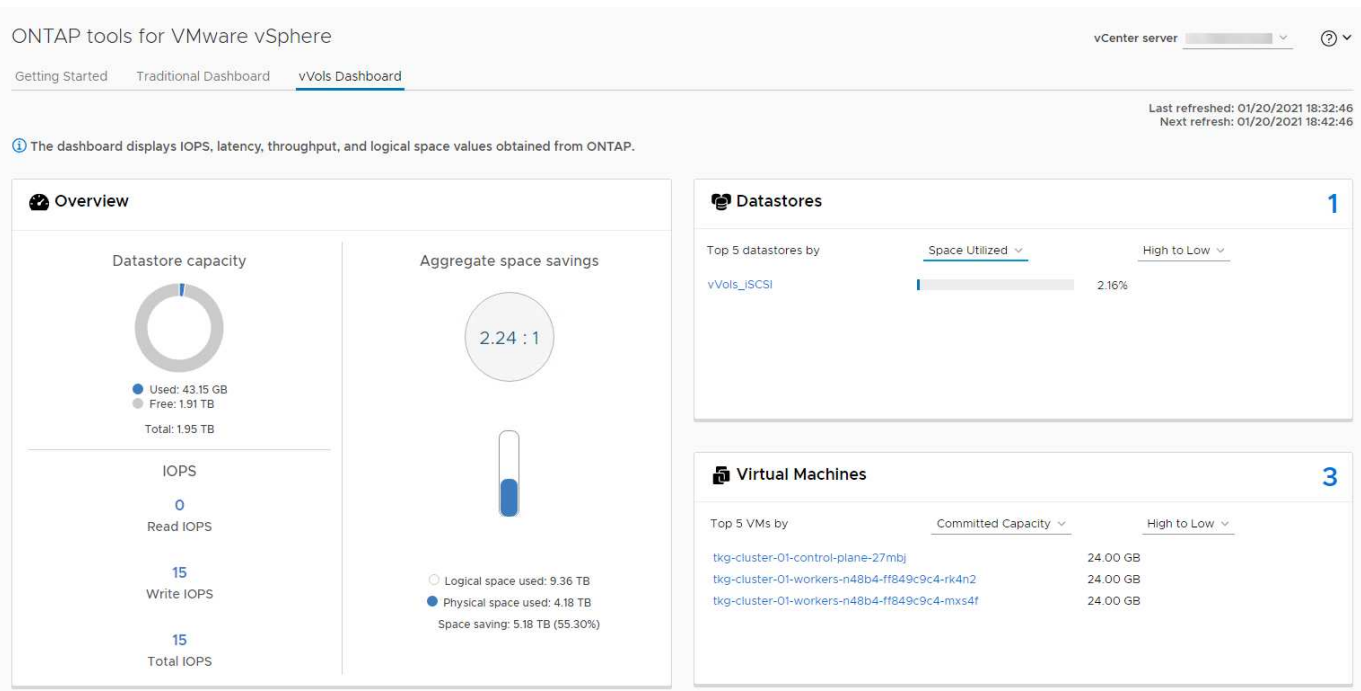 ONTAP tools for VMware vSphere
vCenter server
Getting Started Traditional Dashboard vVols Dashboard
Last refreshed: 01/20/2021 18:32:46
Next refresh: 01/20/2021 18:42:46
The dashboard displays IOPS, latency, throughput, and logical space values obtained from ONTAP.
Overview
Datastore capacity
Used: 43.15 GB
Free: 1.91 TB
Total: 1.95 TB
IOPS
0
Read IOPS
15
Write IOPS
15
Total IOPS
Aggregate space savings
2.24 : 1
Logical space used: 9.36 TB
Physical space used: 4.18 TB
Space saving: 5.18 TB (55.30%)
Datastores 1
Top 5 datastores by Space Utilized High to Low
vVols_iSCSI 2.16%
Virtual Machines 3
Top 5 VMs by Committed Capacity High to Low
tkg-cluster-01-control-plane-27mbj 24.00 GB
tkg-cluster-01-workers-n48b4-ff849c9c4-rk4n2 24.00 GB
tkg-cluster-01-workers-n48b4-ff849c9c4-mxs4f 24.00 GB